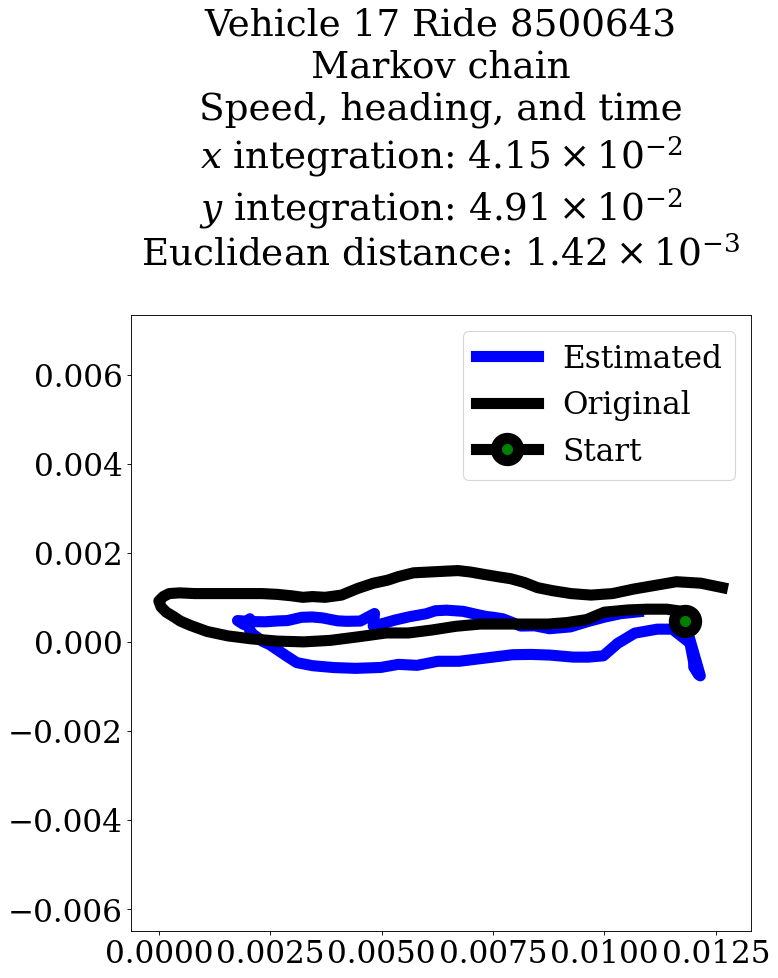 Vehicle 17 Ride 8500643
Markov chain
Speed, heading, and time
x integration: 4.15 × 10⁻²
y integration: 4.91 × 10⁻²
Euclidean distance: 1.42 × 10⁻³
Estimated
Original
Start
0.006
0.004
0.002
0.000
−0.002
−0.004
−0.006
0.0000 0.0025 0.0050 0.0075 0.0100 0.0125